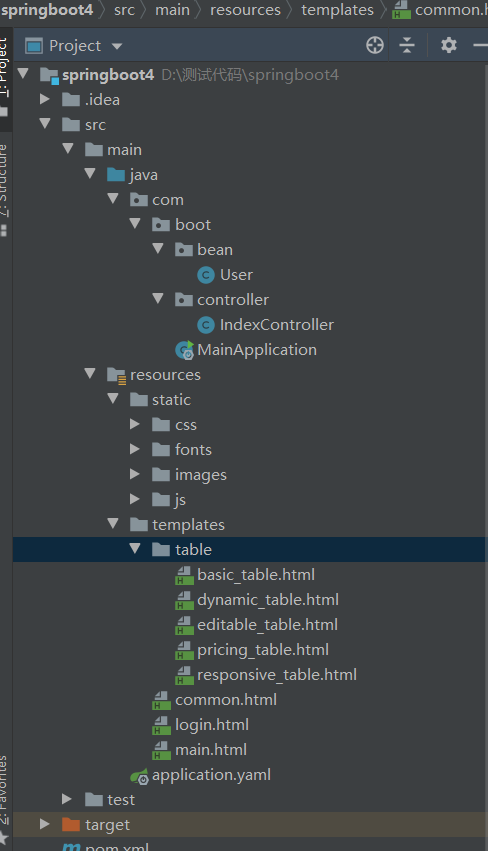 springboot4 > src > main > resources > templates > common.h
1: Project
Project
springboot4 D:\测试代码\springboot4
.idea
src
main
java
com
boot
bean
User
controller
IndexController
MainApplication
resources
static
css
fonts
images
js
templates
table
basic_table.html
dynamic_table.html
editable_table.html
pricing_table.html
responsive_table.html
common.html
login.html
main.html
application.yaml
test
target
pom.xml
7: Structure
2: Favorites